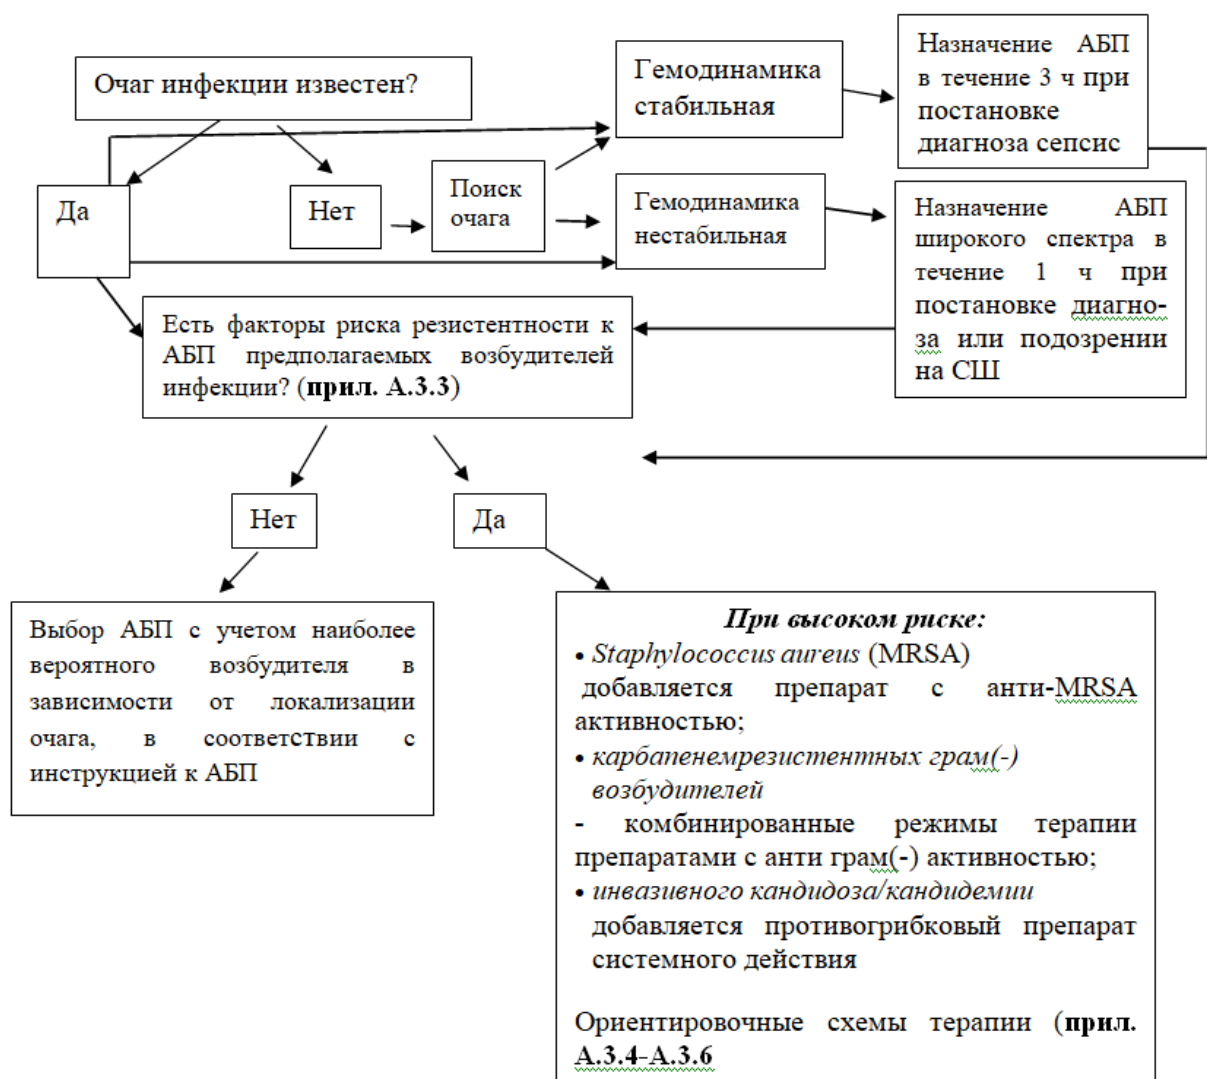 Очаг инфекции известен?
Гемодинамика
стабильная
Назначение АБП
в течение 3 ч при
постановке
диагноза сепсис
Да
Нет
Поиск
очага
Гемодинамика
нестабильная
Назначение АБП
широкого спектра в
течение 1 ч при
постановке диагно-
за или подозрении
на СШ
Есть факторы риска резистентности к
АБП предполагаемых возбудителей
инфекции? (прил. А.3.3)
Нет
Да
Выбор АБП с учетом наиболее
вероятного возбудителя в
зависимости от локализации
очага, в соответствии с
инструкцией к АБП
При высоком риске:
• Staphylococcus aureus (MRSA)
добавляется препарат с анти-MRSA
активностью;
• карбапенемрезистентных грам(-)
возбудителей
- комбинированные режимы терапии
препаратами с анти грам(-) активностью;
• инвазивного кандидоза/кандидемии
добавляется противогрибковый препарат
системного действия
Ориентировочные схемы терапии (прил.
А.3.4-А.3.6